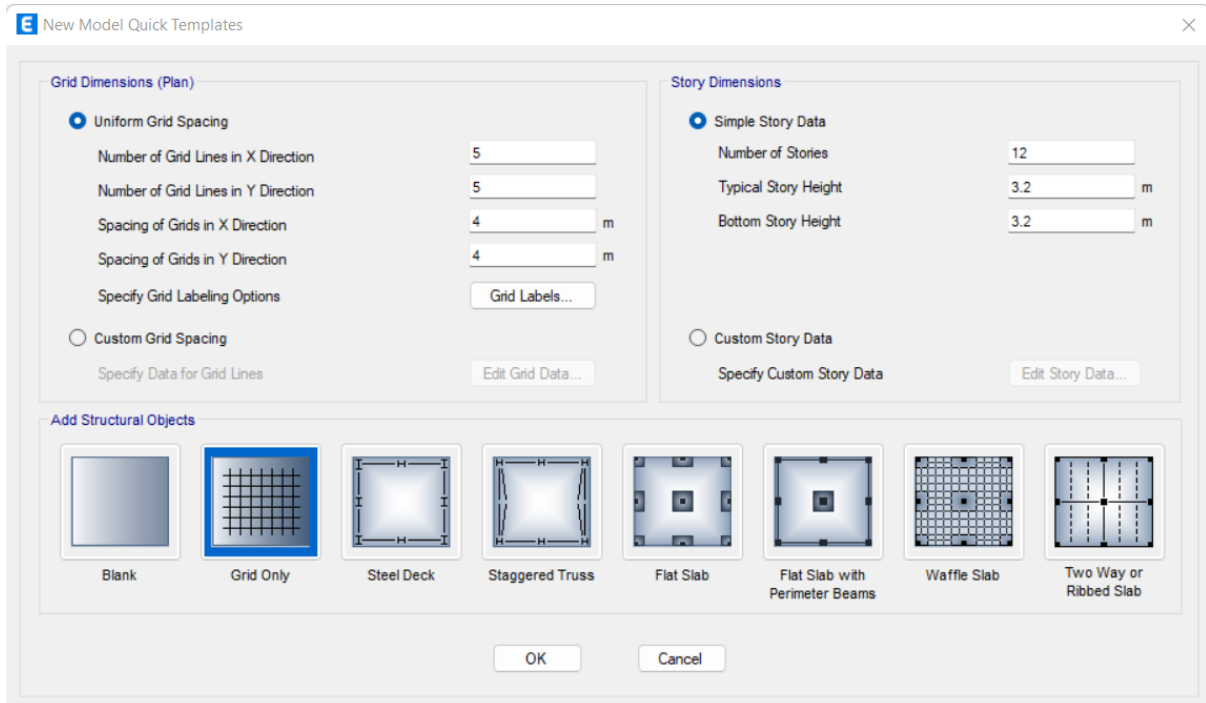 E New Model Quick Templates
Grid Dimensions (Plan)
Uniform Grid Spacing
Number of Grid Lines in X Direction 5
Number of Grid Lines in Y Direction 5
Spacing of Grids in X Direction 4 m
Spacing of Grids in Y Direction 4 m
Specify Grid Labeling Options Grid Labels...
Custom Grid Spacing
Specify Data for Grid Lines Edit Grid Data...
Story Dimensions
Simple Story Data
Number of Stories 12
Typical Story Height 3.2 m
Bottom Story Height 3.2 m
Custom Story Data
Specify Custom Story Data Edit Story Data...
Add Structural Objects
Blank
Grid Only
Steel Deck
Staggered Truss
Flat Slab
Flat Slab with
Perimeter Beams
Waffle Slab
Two Way or
Ribbed Slab
OK Cancel